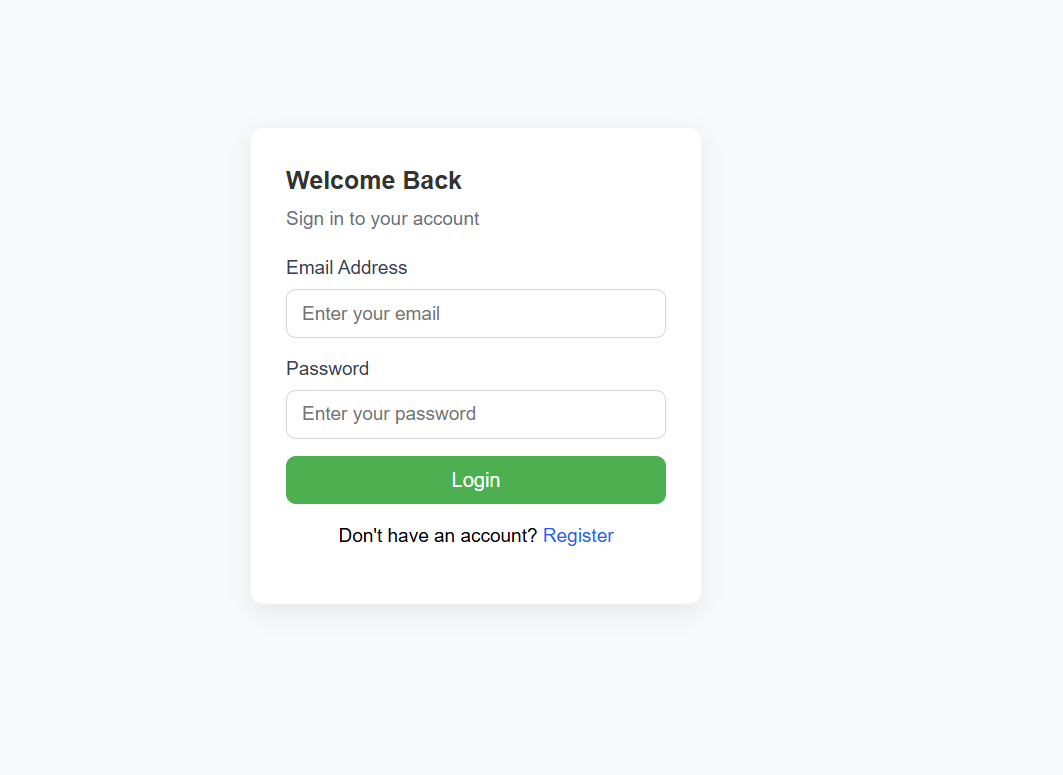 Welcome Back
Sign in to your account
Email Address
Enter your email
Password
Enter your password
Login
Don't have an account? Register